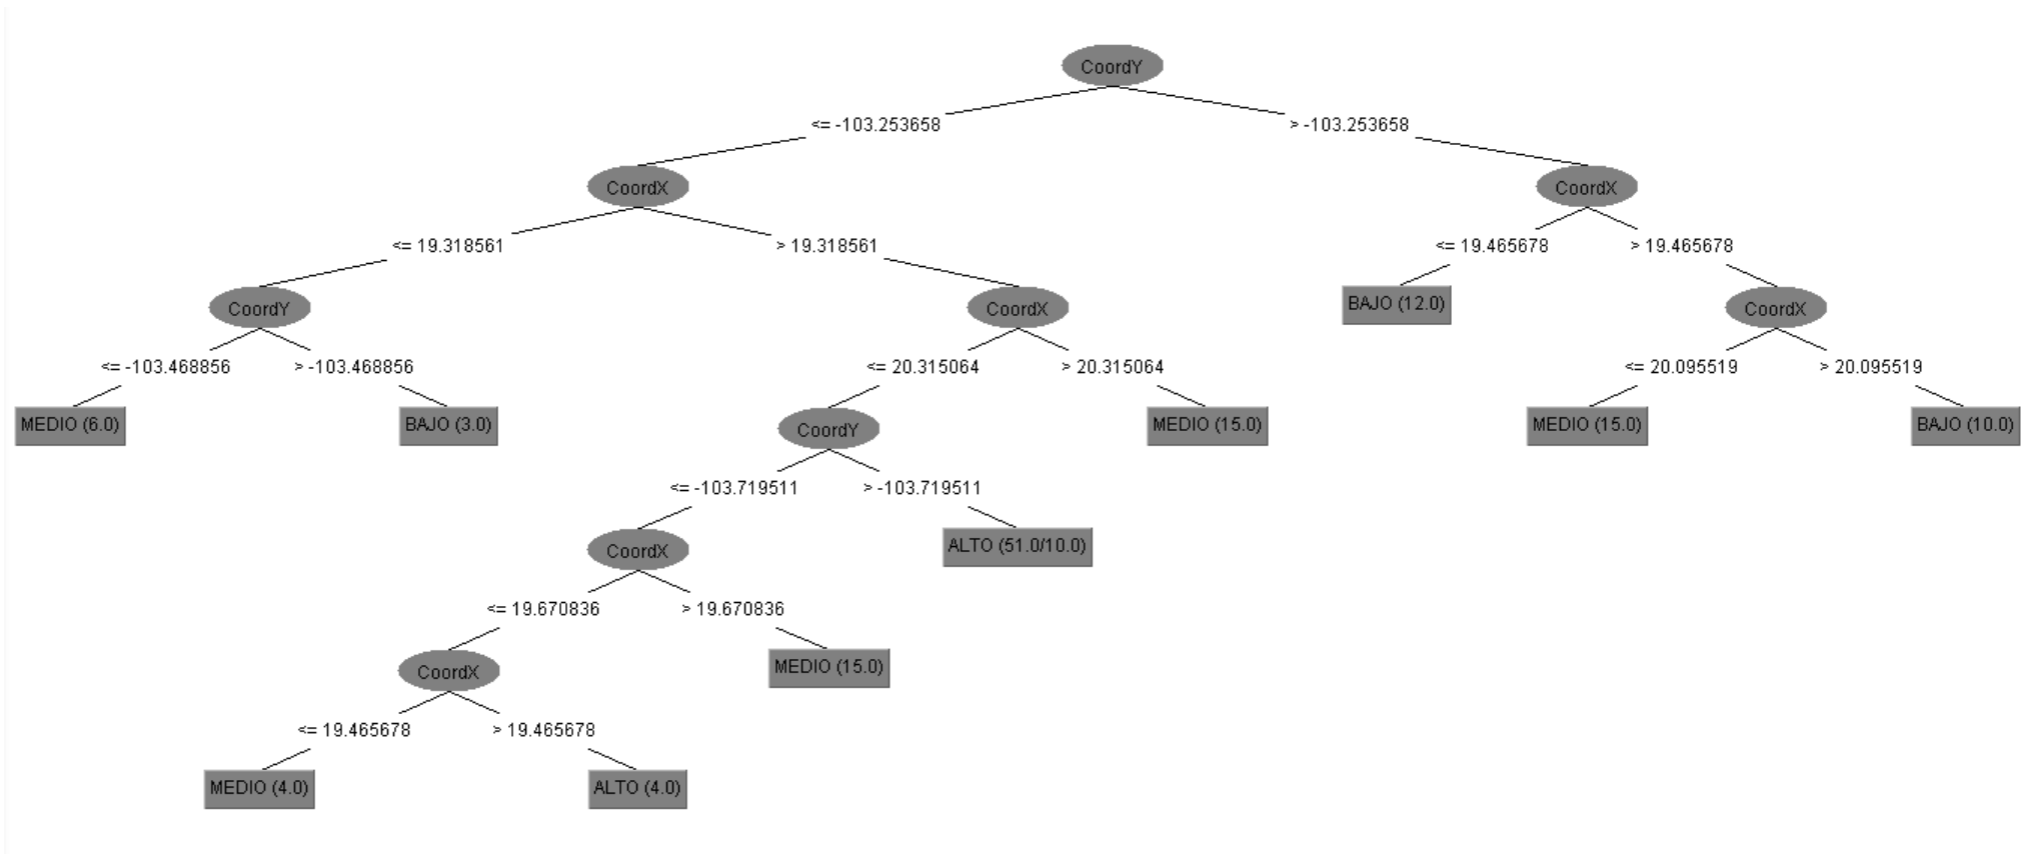 CoordY
<= -103.253658 > -103.253658
CoordX CoordX
<= 19.318561 > 19.318561 <= 19.465678 > 19.465678
CoordY CoordX BAJO (12.0) CoordX
<= -103.468856 > -103.468856 <= 20.315064 > 20.315064 <= 20.095519 > 20.095519
MEDIO (6.0) BAJO (3.0) CoordY MEDIO (15.0) MEDIO (15.0) BAJO (10.0)
<= -103.719511 > -103.719511
CoordX ALTO (51.0/10.0)
<= 19.670836 > 19.670836
CoordX MEDIO (15.0)
<= 19.465678 > 19.465678
MEDIO (4.0) ALTO (4.0)